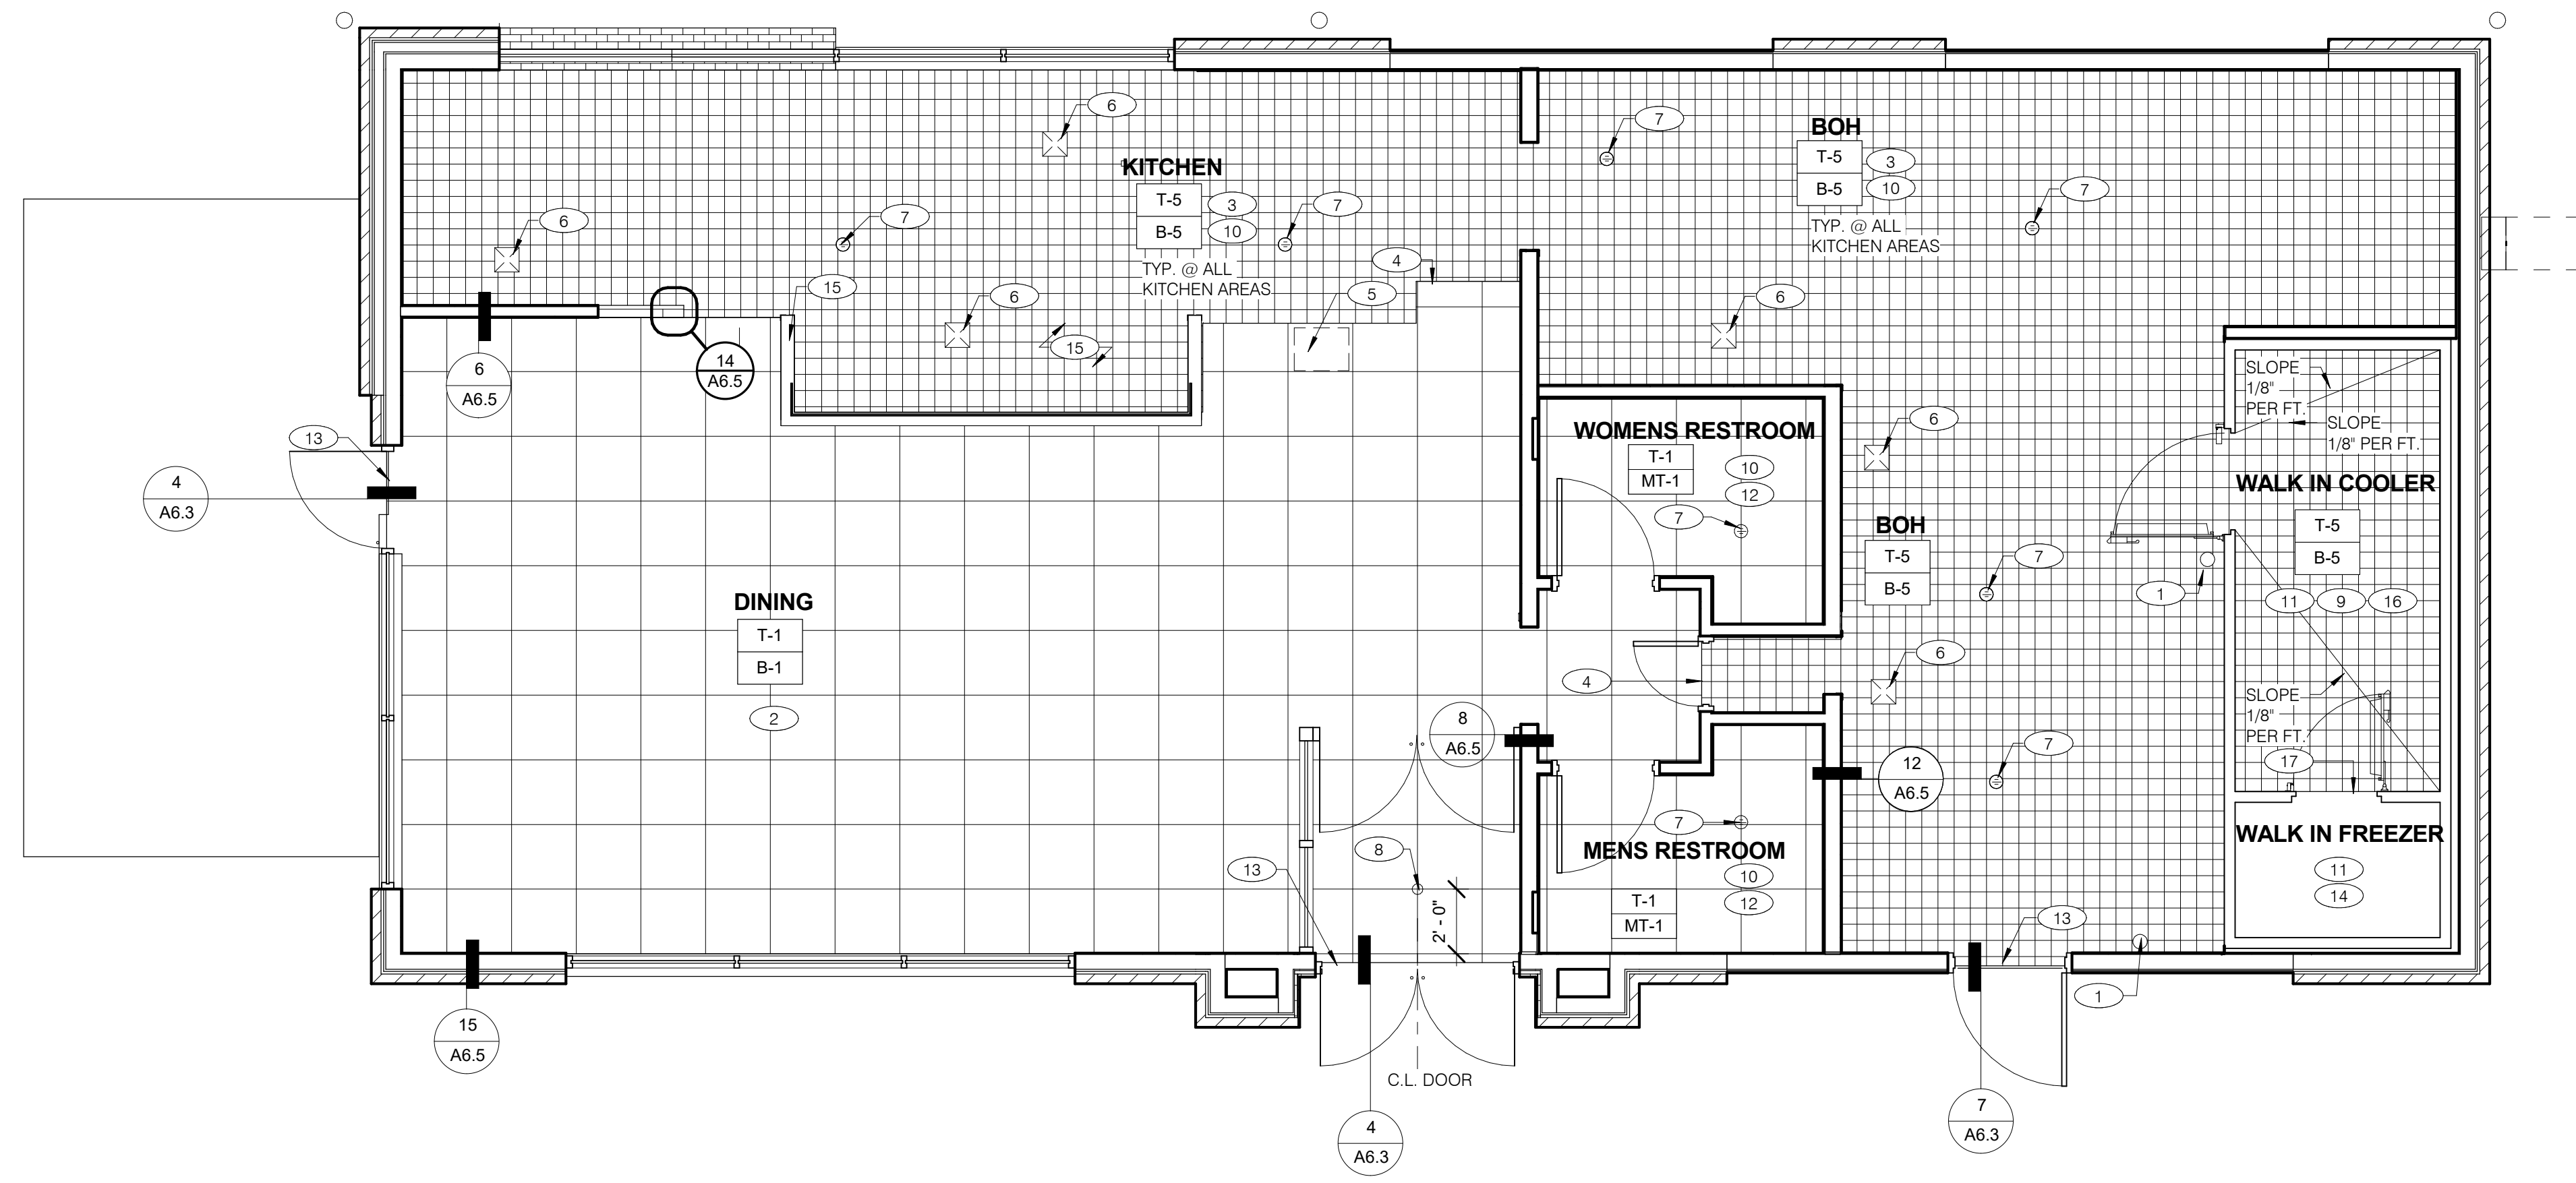 6
7
BOH
KITCHEN
T-5
3
B-5
10
7
T-5
3
B-5
10
TYP. @ ALL
KITCHEN AREAS
6
7
7
TYP. @ ALL
KITCHEN AREAS
4
15
6
5
6
15
14
A6.5
6
A6.5
SLOPE
1/8"
PER FT.
SLOPE
1/8" PER FT.
13
4
A6.3
WOMENS RESTROOM
T-1
MT-1
10
12
7
6
WALK IN COOLER
T-5
B-5
11
9
16
BOH
T-5
B-5
7
1
DINING
T-1
B-1
2
4
6
SLOPE
1/8"
PER FT.
17
8
A6.5
7
12
A6.5
8
13
2' - 0"
7
MENS RESTROOM
10
12
T-1
MT-1
WALK IN FREEZER
11
14
13
1
15
A6.5
C.L. DOOR
4
A6.3
7
A6.3